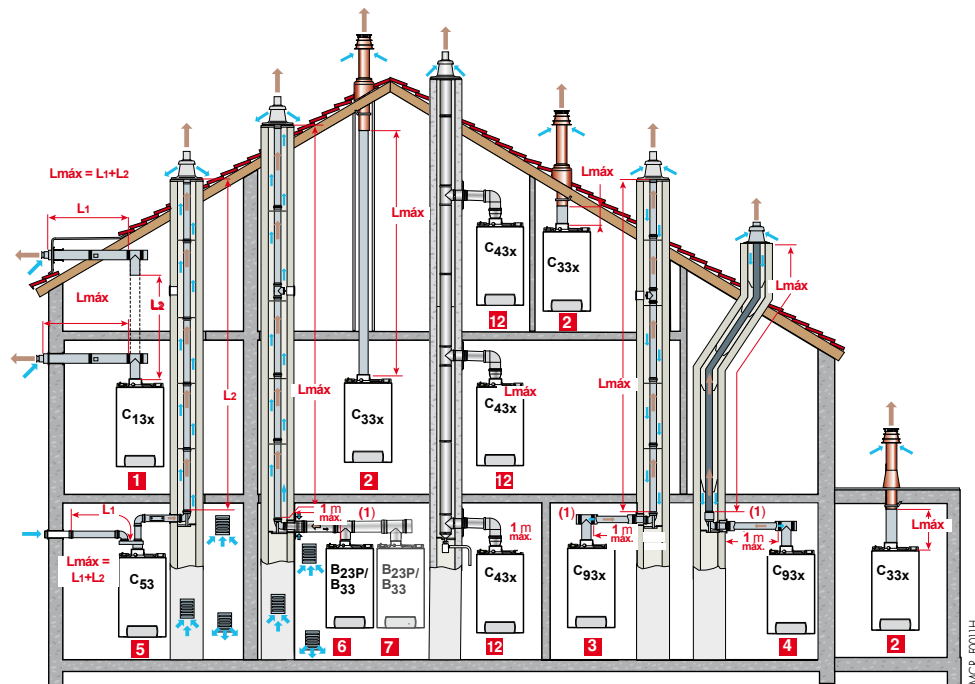 Lmáx = L1+L2
L1
Lmáx
L2
C13x
1
L1
Lmáx =
L1+L2
C53
5
L2
Lmáx
Lmáx
C33x
2
1 m
máx.
(1)
B23P/
B33
6
B23P/
B33
7
C43x
12
Lmáx
C43x
12
1 m
máx.
C43x
12
Lmáx
C33x
2
Lmáx
(1)
1 m
máx.
C93x
3
Lmáx
(1)
1 m
máx.
C93x
4
Lmáx
C33x
2